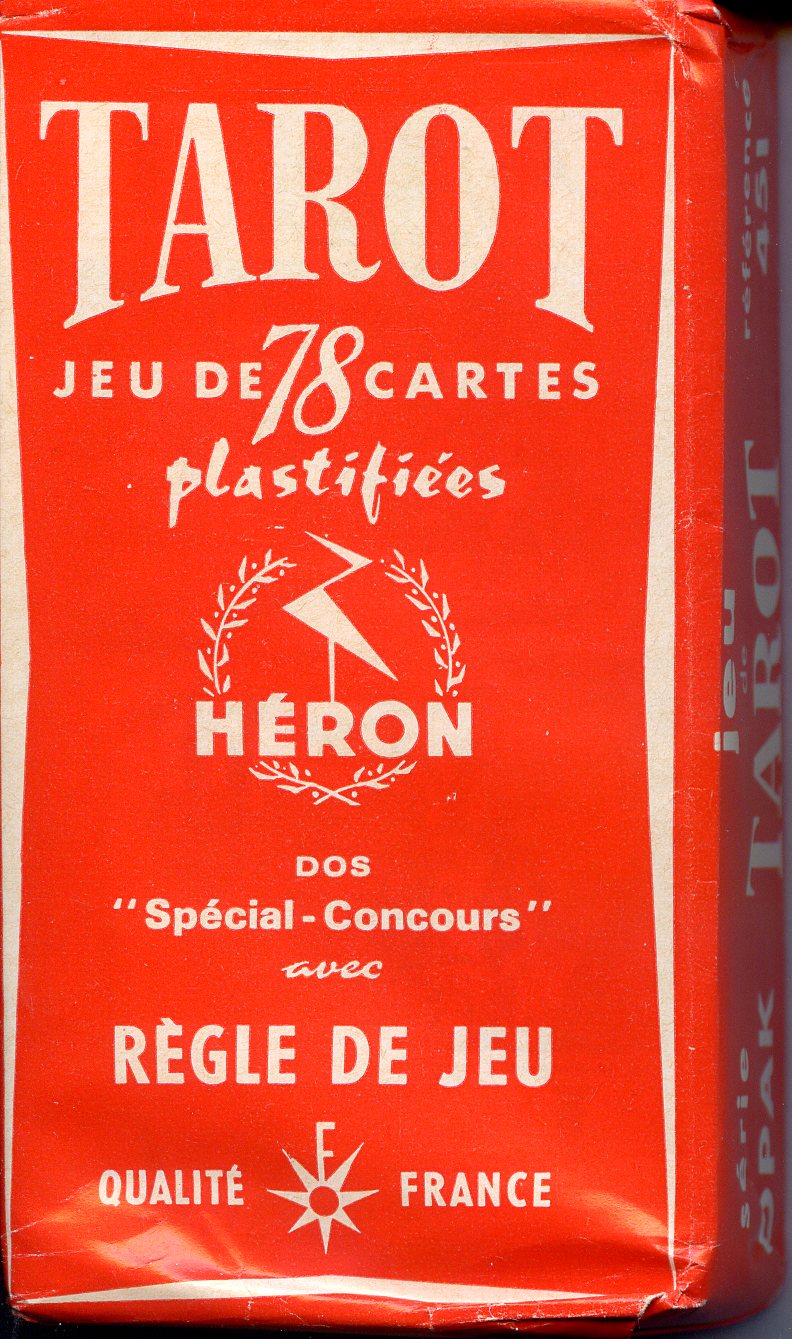 TAROT
JEU DE 78 CARTES
plastifiées
HÉRON
DOS
"Spécial - Concours"
avec
RÈGLE DE JEU
F
QUALITÉ FRANCE
série
PAK
jeu
de
TAROT
référence
451